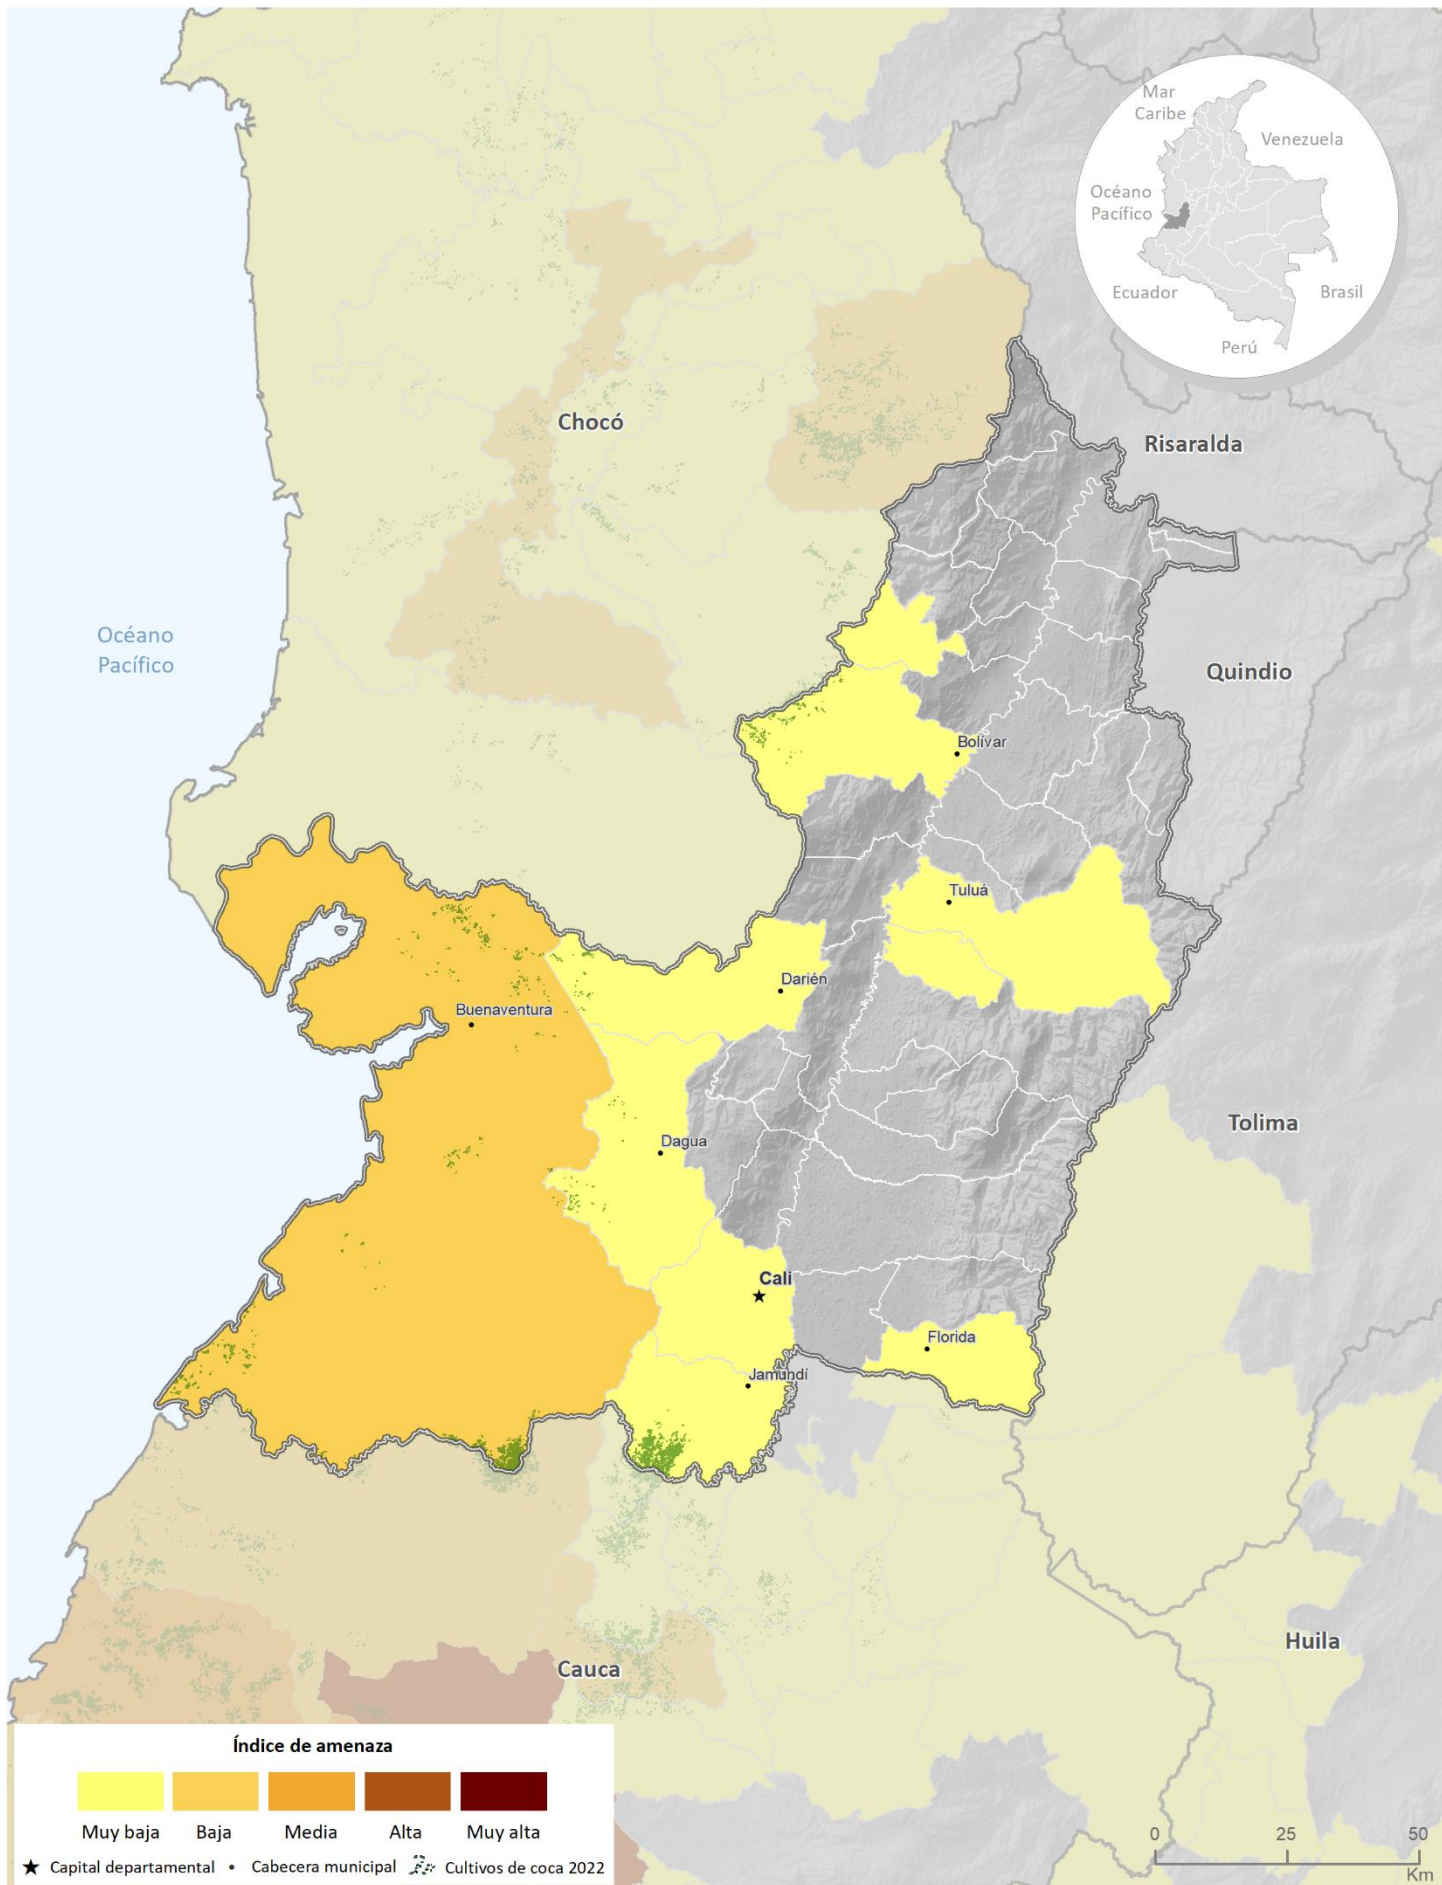 Mar
Caribe
Venezuela
Océano
Pacífico
Ecuador
Brasil
Perú
Chocó
Risaralda
Océano
Pacífico
Quindio
Bolívar
Tuluá
Darién
Buenaventura
Tolima
Dagua
Cali
Florida
Jamundí
Huila
Cauca
Índice de amenaza
Muy baja Baja Media Alta Muy alta
Capital departamental Cabecera municipal Cultivos de coca 2022
0 25 50
Km